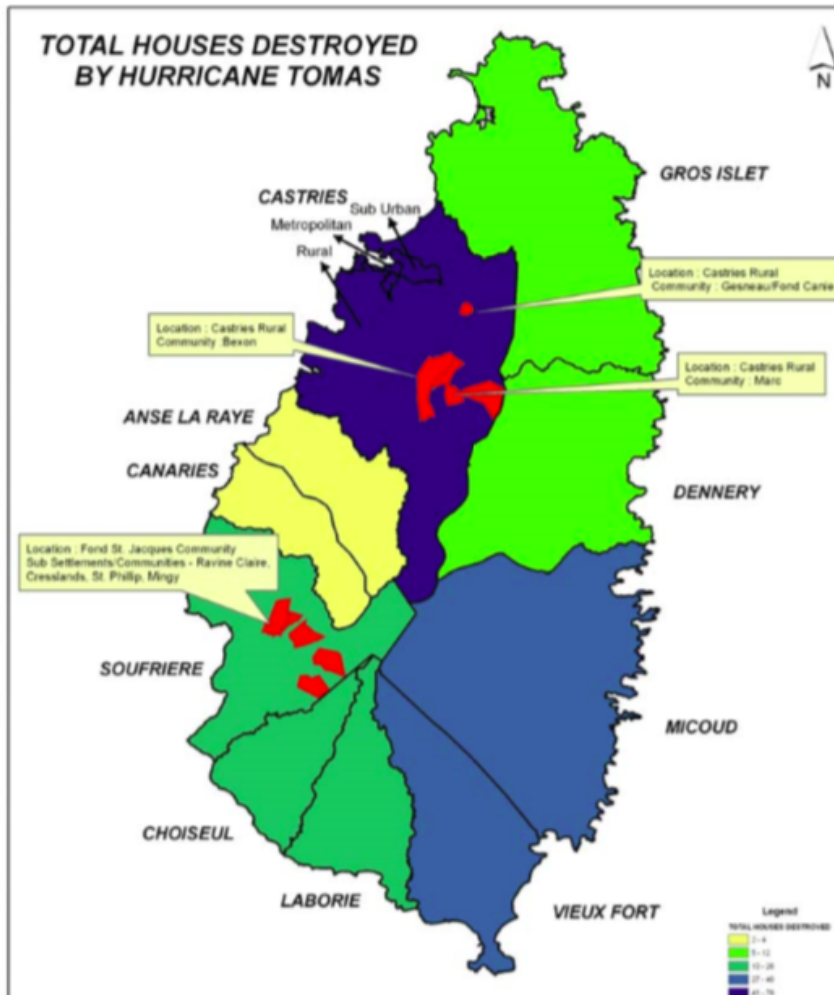 TOTAL HOUSES DESTROYED
BY HURRICANE TOMAS
N
GROS ISLET
CASTRIES
Sub Urban
Metropolitan
Rural
Location : Castries Rural
Community : Gesneau/Fond Canie
Location : Castries Rural
Community :Bexon
Location : Castries Rural
Community : Marc
ANSE LA RAYE
CANARIES
DENNERY
Location : Fond St. Jacques Community
Sub Settlements/Communities - Ravine Claire,
Cresslands, St. Phillip, Mingy
SOUFRIERE
MICOUD
CHOISEUL
LABORIE
VIEUX FORT
Legend
TOTAL HOUSES DESTROYED
5 - 12